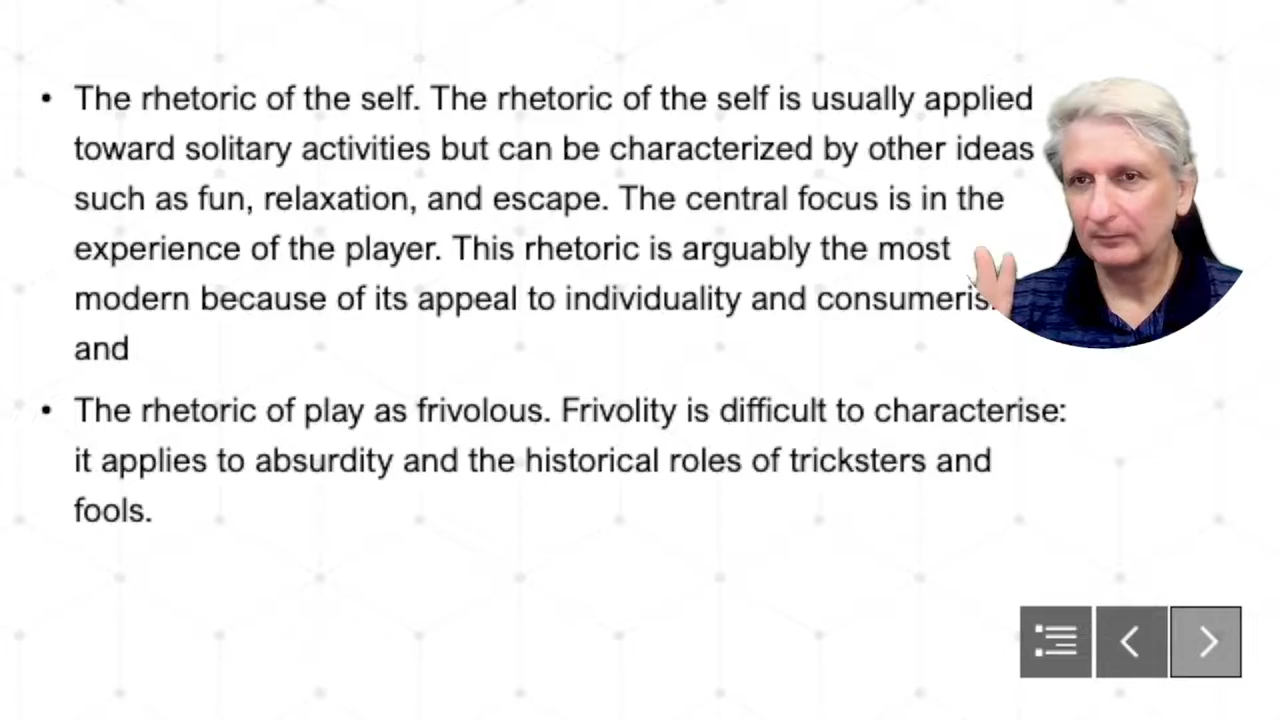 • The rhetoric of the self. The rhetoric of the self is usually applied
toward solitary activities but can be characterized by other ideas
such as fun, relaxation, and escape. The central focus is in the
experience of the player. This rhetoric is arguably the most
modern because of its appeal to individuality and
and
• The rhetoric of play as frivolous. Frivolity is difficult to characterise:
it applies to absurdity and the historical roles of tricksters and
fools.